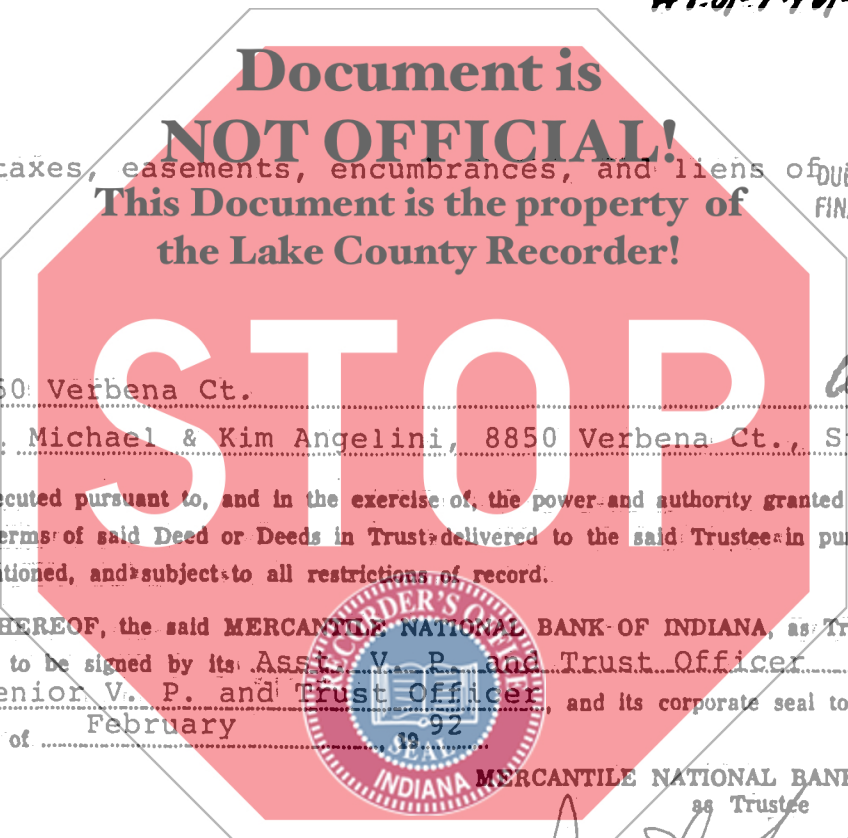 Document is
NOT OFFICIAL!
taxes, easements, encumbrances, and liens of
This Document is the property of
the Lake County Recorder!
STOP
50 Verbena Ct.
. Michael & Kim Angelini, 8850 Verbena Ct., S
ecuted pursuant to, and in the exercise of, the power and authority granted
erms of said Deed or Deeds in Trust delivered to the said Trustee in pur
tioned, and subject to all restrictions of record.
HEREOF, the said MERCANTILE NATIONAL BANK OF INDIANA, as Tr
to be signed by its Asst. V. P. and Trust Officer
enior V. P. and Trust Officer, and its corporate seal to
of February, 19 92
RECORDER'S OFFICE
SEAL
INDIANA
MERCANTILE NATIONAL BANK
as Trustee